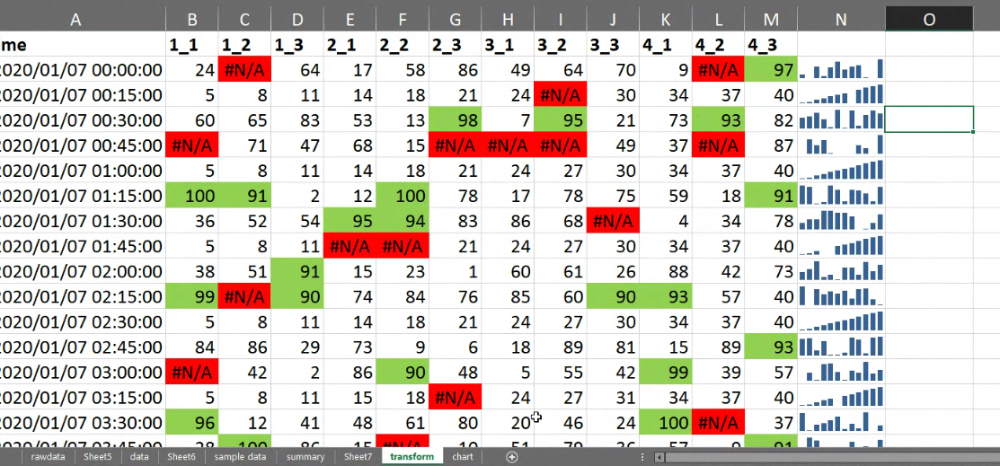 A B C D E F G H I J K L M N O
me 1_1 1_2 1_3 2_1 2_2 2_3 3_1 3_2 3_3 4_1 4_2 4_3
2020/01/07 00:00:00 24 #N/A 64 17 58 86 49 64 70 9 #N/A 97
2020/01/07 00:15:00 5 8 11 14 18 21 24 #N/A 30 34 37 40
2020/01/07 00:30:00 60 65 83 53 13 98 7 95 21 73 93 82
2020/01/07 00:45:00 #N/A 71 47 68 15 #N/A #N/A #N/A 49 37 #N/A 87
2020/01/07 01:00:00 5 8 11 14 18 21 24 27 30 34 37 40
2020/01/07 01:15:00 100 91 2 12 100 78 17 78 75 59 18 91
2020/01/07 01:30:00 36 52 54 95 94 83 86 68 #N/A 4 34 78
2020/01/07 01:45:00 5 8 11 #N/A #N/A 21 24 27 30 34 37 40
2020/01/07 02:00:00 38 51 91 15 23 1 60 61 26 88 42 73
2020/01/07 02:15:00 99 #N/A 90 74 84 76 85 60 90 93 57 40
2020/01/07 02:30:00 5 8 11 14 18 21 24 27 30 34 37 40
2020/01/07 02:45:00 84 86 29 73 9 6 18 89 81 15 89 93
2020/01/07 03:00:00 #N/A 42 2 86 90 48 5 55 42 99 39 57
2020/01/07 03:15:00 5 8 11 15 18 #N/A 24 27 31 34 37 40
2020/01/07 03:30:00 96 12 41 48 61 80 20 46 24 100 #N/A 37
2020/01/07 03:45:00 28 100 86 15 #N/A 10 51 79 36 57 9 91
rawdata Sheet5 data Sheet6 sample data summary Sheet7 transform chart